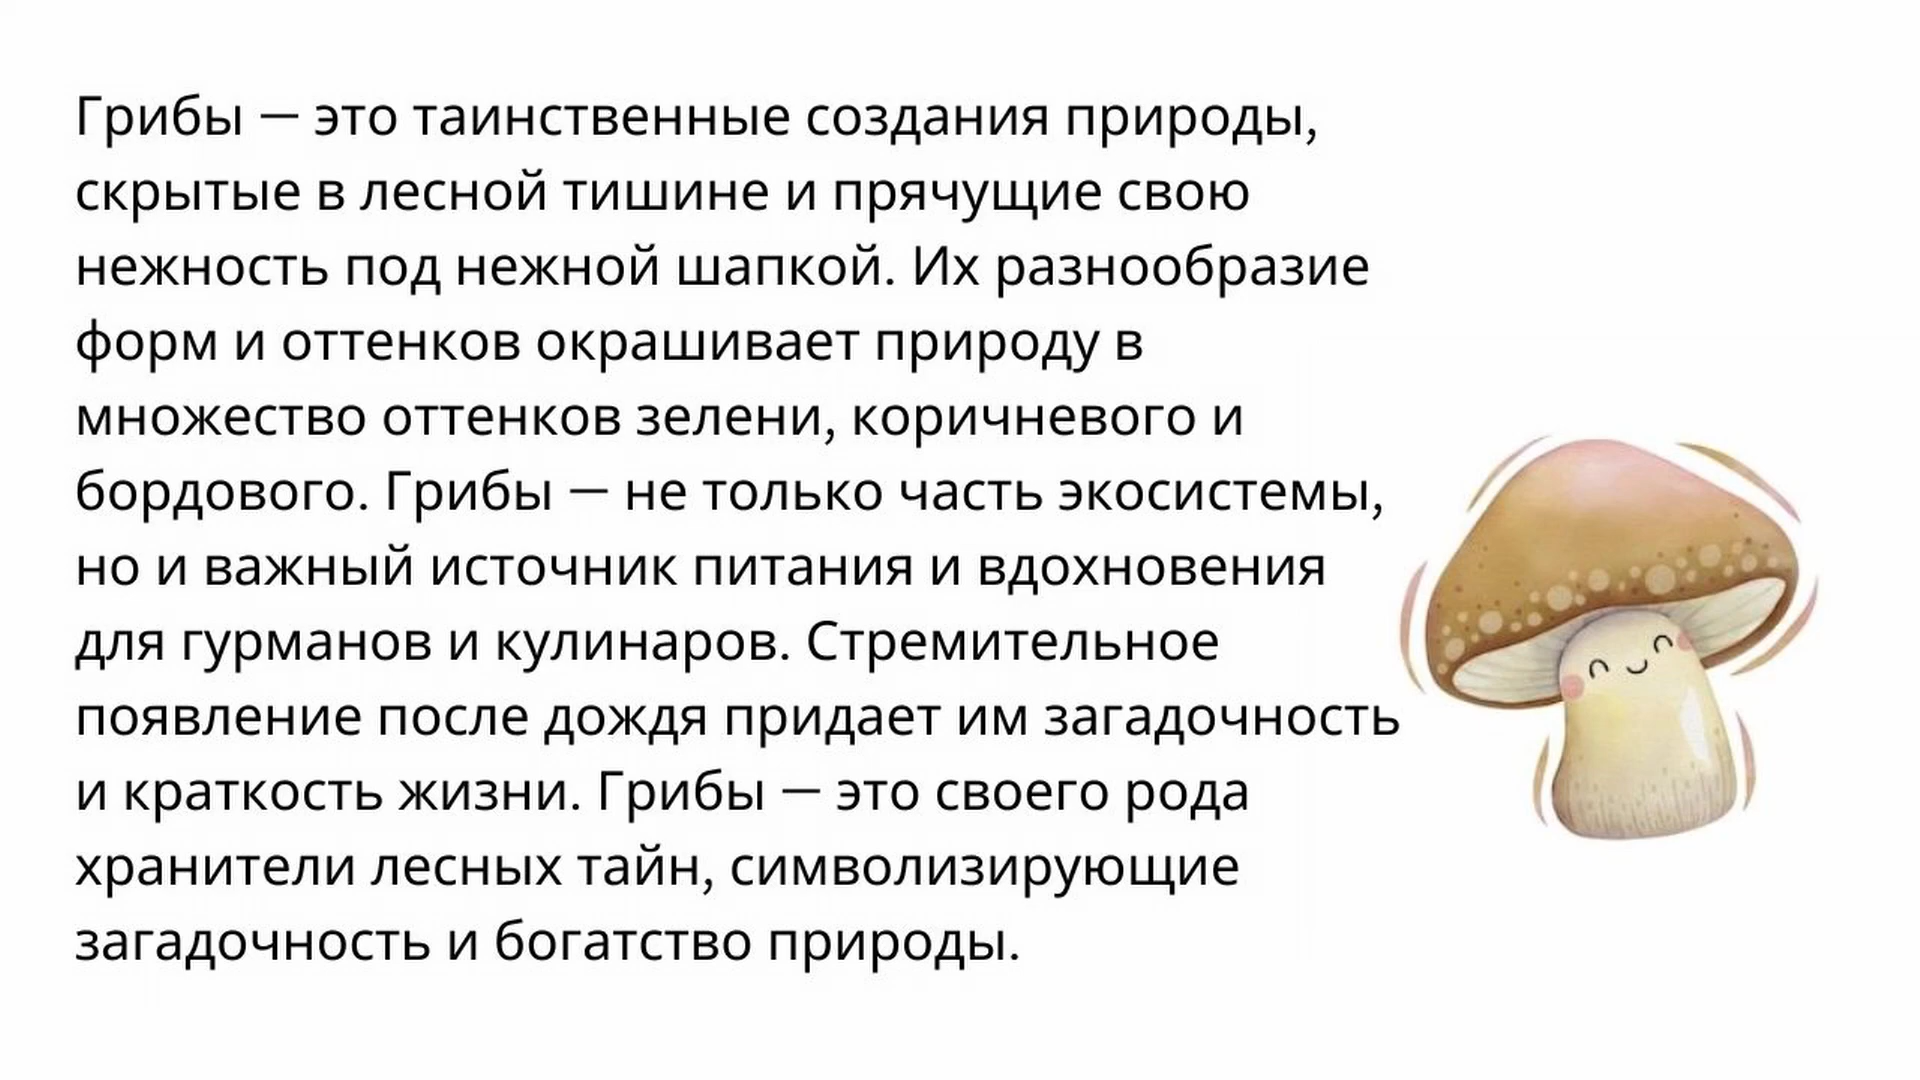 Грибы — это таинственные создания природы,
скрытые в лесной тишине и прячущие свою
нежность под нежной шапкой. Их разнообразие
форм и оттенков окрашивает природу в
множество оттенков зелени, коричневого и
бордового. Грибы — не только часть экосистемы,
но и важный источник питания и вдохновения
для гурманов и кулинаров. Стремительное
появление после дождя придает им загадочность
и краткость жизни. Грибы — это своего рода
хранители лесных тайн, символизирующие
загадочность и богатство природы.